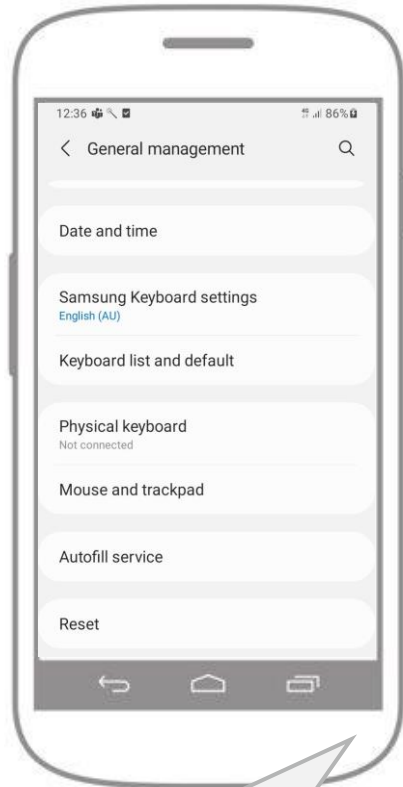 12:36 86%
General management
Date and time
Samsung Keyboard settings
English (AU)
Keyboard list and default
Physical keyboard
Not connected
Mouse and trackpad
Autofill service
Reset